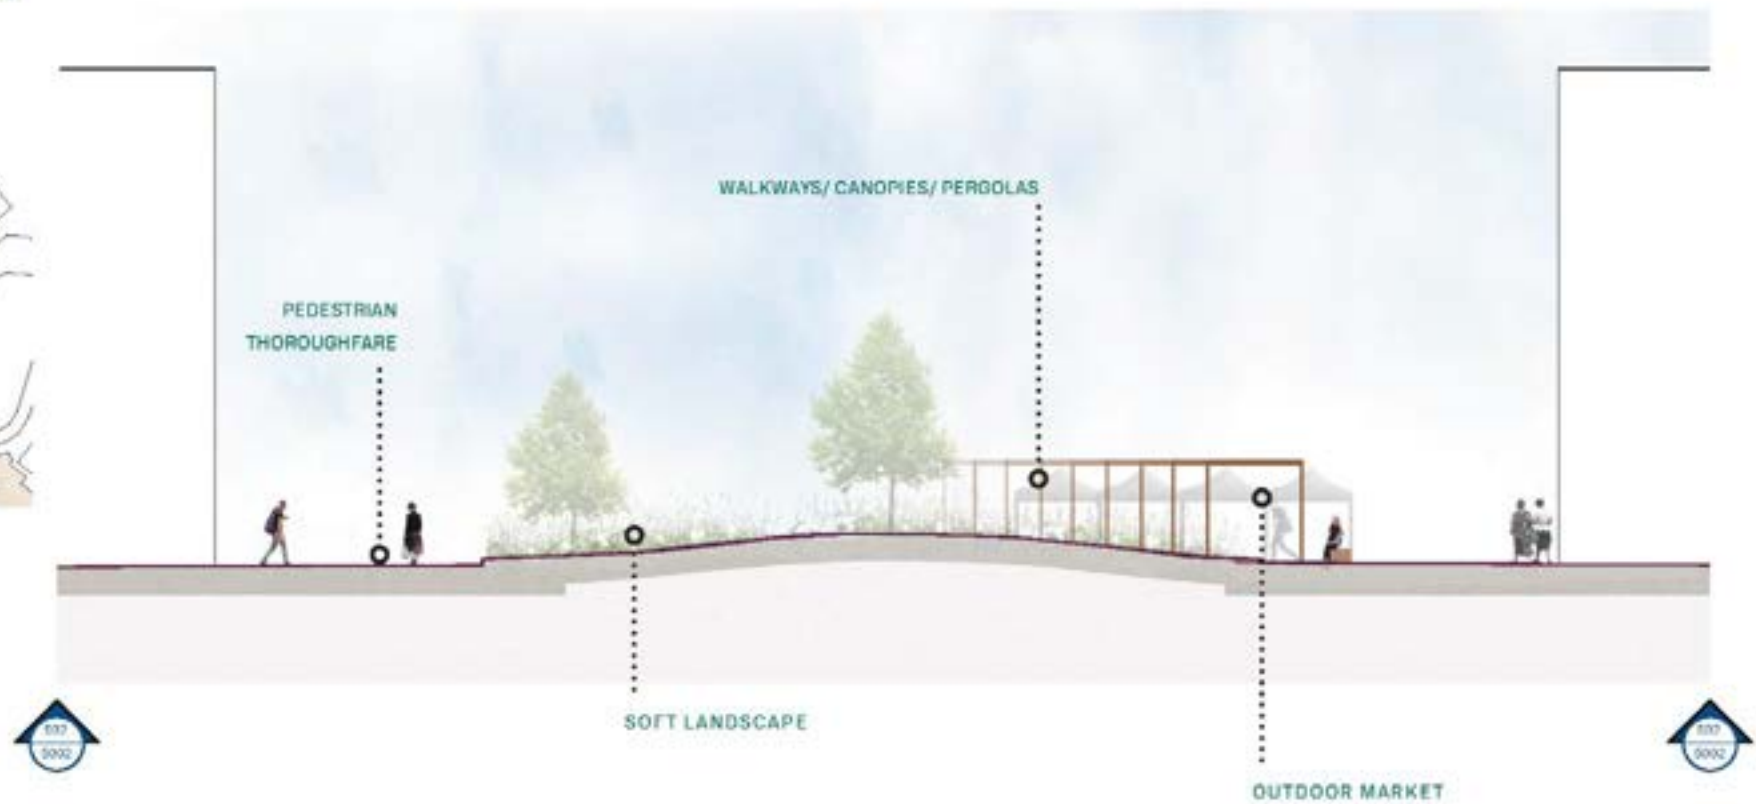 WALKWAYS/ CANOPIES/ PERGOLAS
PEDESTRIAN
THOROUGHFARE
SOFT LANDSCAPE
OUTDOOR MARKET